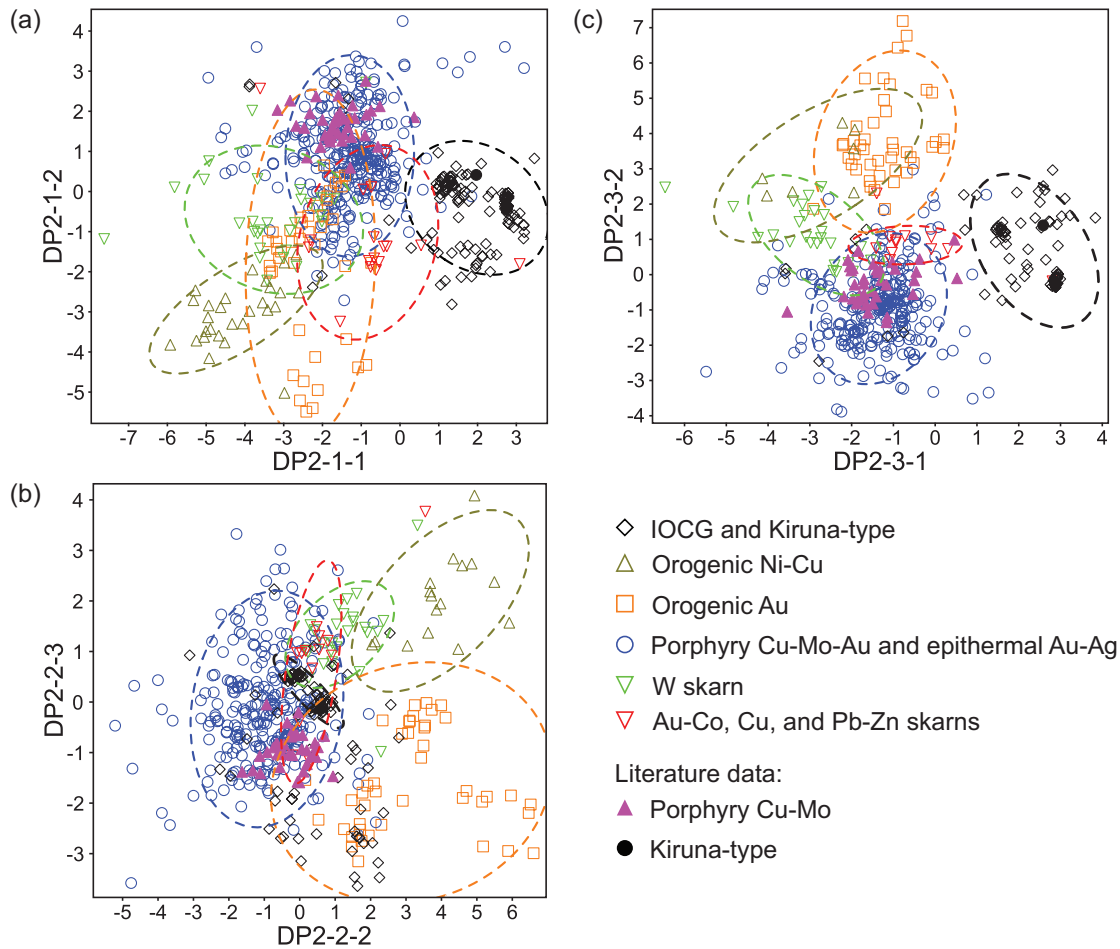 (a)
4
3
2
1
0
-1
-2
-3
-4
-5
DP2-1-2
-7 -6 -5 -4 -3 -2 -1 0 1 2 3
DP2-1-1
(c)
7
6
5
4
3
2
1
0
-1
-2
-3
-4
DP2-3-2
-6 -5 -4 -3 -2 -1 0 1 2 3 4
DP2-3-1
(b)
4
3
2
1
0
-1
-2
-3
DP2-2-3
-5 -4 -3 -2 -1 0 1 2 3 4 5 6
DP2-2-2
IOCG and Kiruna-type
Orogenic Ni-Cu
Orogenic Au
Porphyry Cu-Mo-Au and epithermal Au-Ag
W skarn
Au-Co, Cu, and Pb-Zn skarns
Literature data:
Porphyry Cu-Mo
Kiruna-type